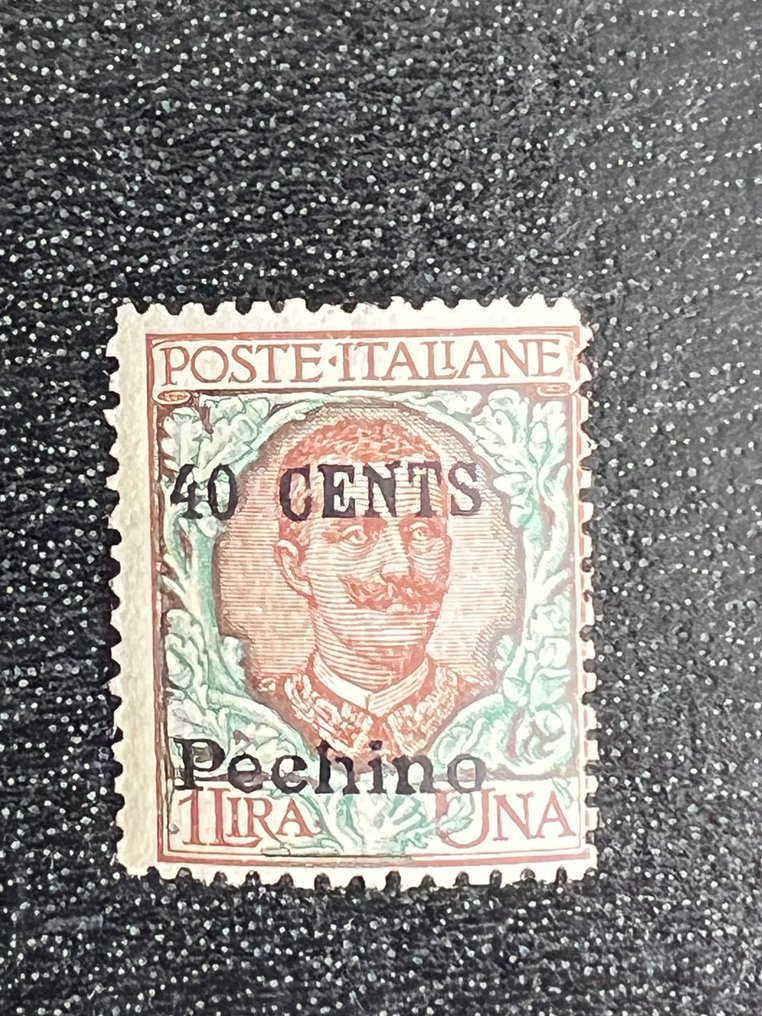 POSTE·ITALIANE
40 CENTS
Pechino
1 LIRA UNA